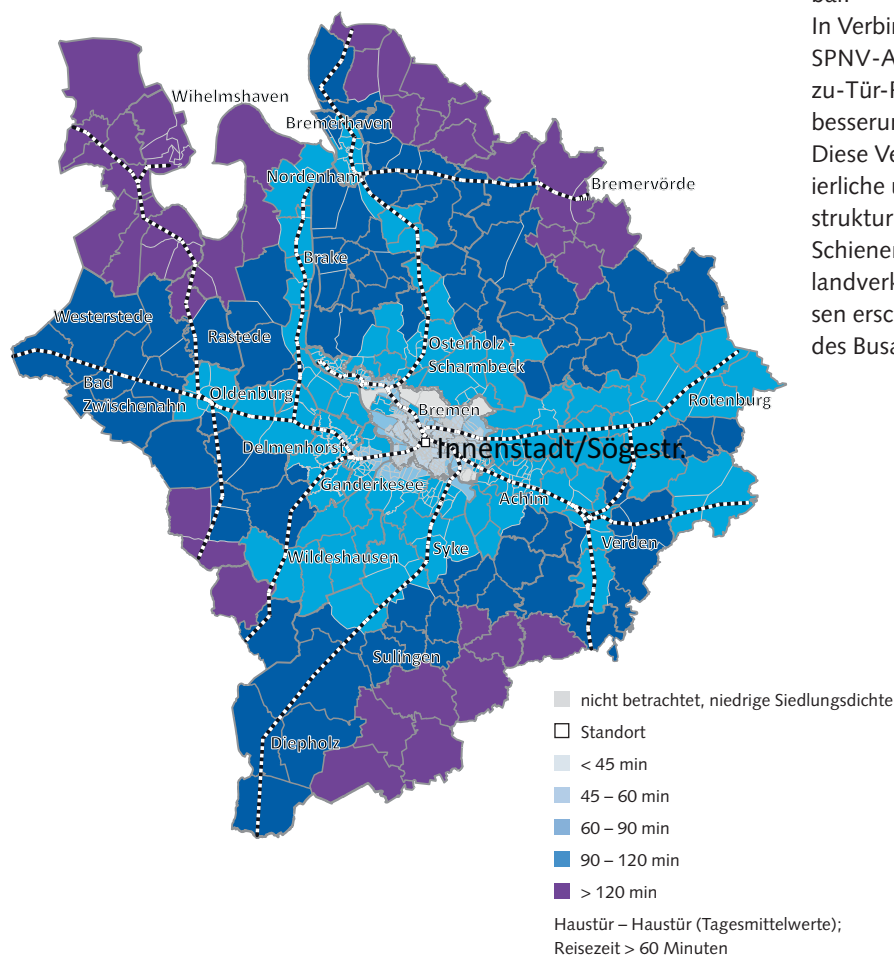 bar.
In Verbin
SPNV-A
zu-Tür-F
besserun
Diese Ve
ierliche u
struktur
Schienen
landverk
sen ersch
des Busa
Wihelmshaven
Bremerhaven
Nordenham
Bremervörde
Brake
Westerstede
Rastede
Osterholz -
Scharmbeck
Bad
Zwischenahn
Oldenburg
Bremen
Rotenburg
Delmenhorst
Innenstadt/Sögestr.
Ganderkesee
Achim
Wildeshausen
Syke
Verden
Sulingen
Diepholz
nicht betrachtet, niedrige Siedlungsdichte
Standort
< 45 min
45 – 60 min
60 – 90 min
90 – 120 min
> 120 min
Haustür – Haustür (Tagesmittelwerte);
Reisezeit > 60 Minuten